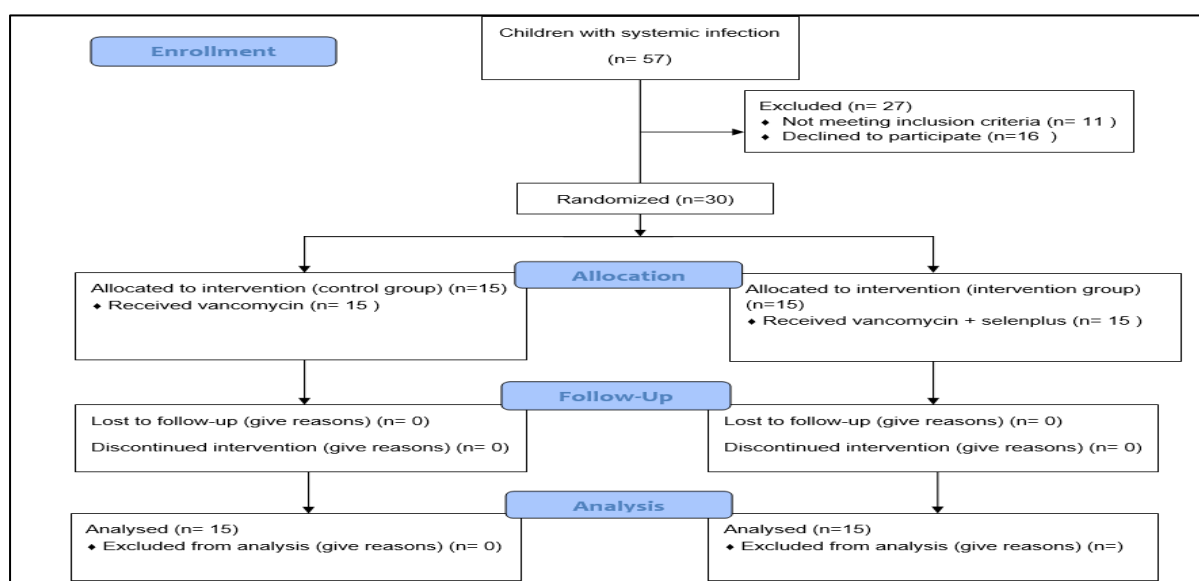 Enrollment
Children with systemic infection
(n= 57)
Excluded (n= 27)
♦ Not meeting inclusion criteria (n= 11 )
♦ Declined to participate (n=16 )
Randomized (n=30)
Allocation
Allocated to intervention (control group) (n=15)
♦ Received vancomycin (n= 15 )
Allocated to intervention (intervention group)
(n=15)
♦ Received vancomycin + selenplus (n= 15 )
Follow-Up
Lost to follow-up (give reasons) (n= 0)
Discontinued intervention (give reasons) (n= 0)
Lost to follow-up (give reasons) (n= 0)
Discontinued intervention (give reasons) (n= 0)
Analysis
Analysed (n= 15)
♦ Excluded from analysis (give reasons) (n= 0)
Analysed (n=15)
♦ Excluded from analysis (give reasons) (n=)